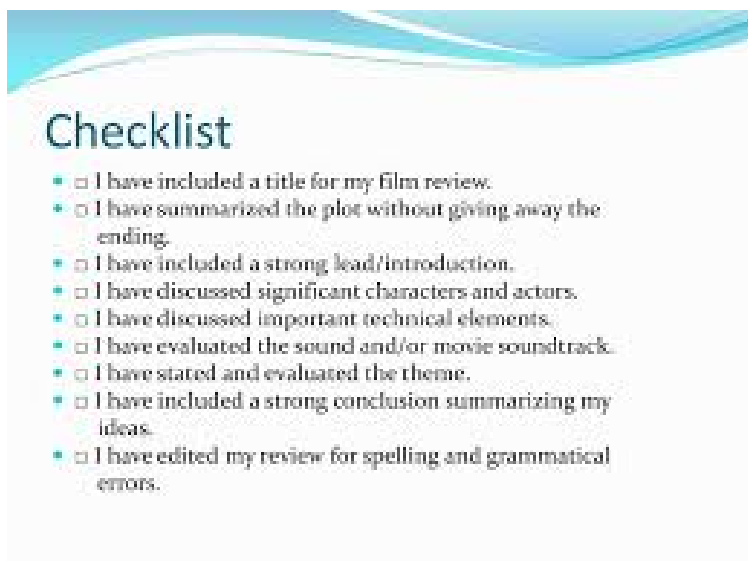 Checklist
• □ I have included a title for my film review.
• □ I have summarized the plot without giving away the
ending.
• □ I have included a strong lead/introduction.
• □ I have discussed significant characters and actors.
• □ I have discussed important technical elements.
• □ I have evaluated the sound and/or movie soundtrack.
• □ I have stated and evaluated the theme.
• □ I have included a strong conclusion summarizing my
ideas.
• □ I have edited my review for spelling and grammatical
errors.